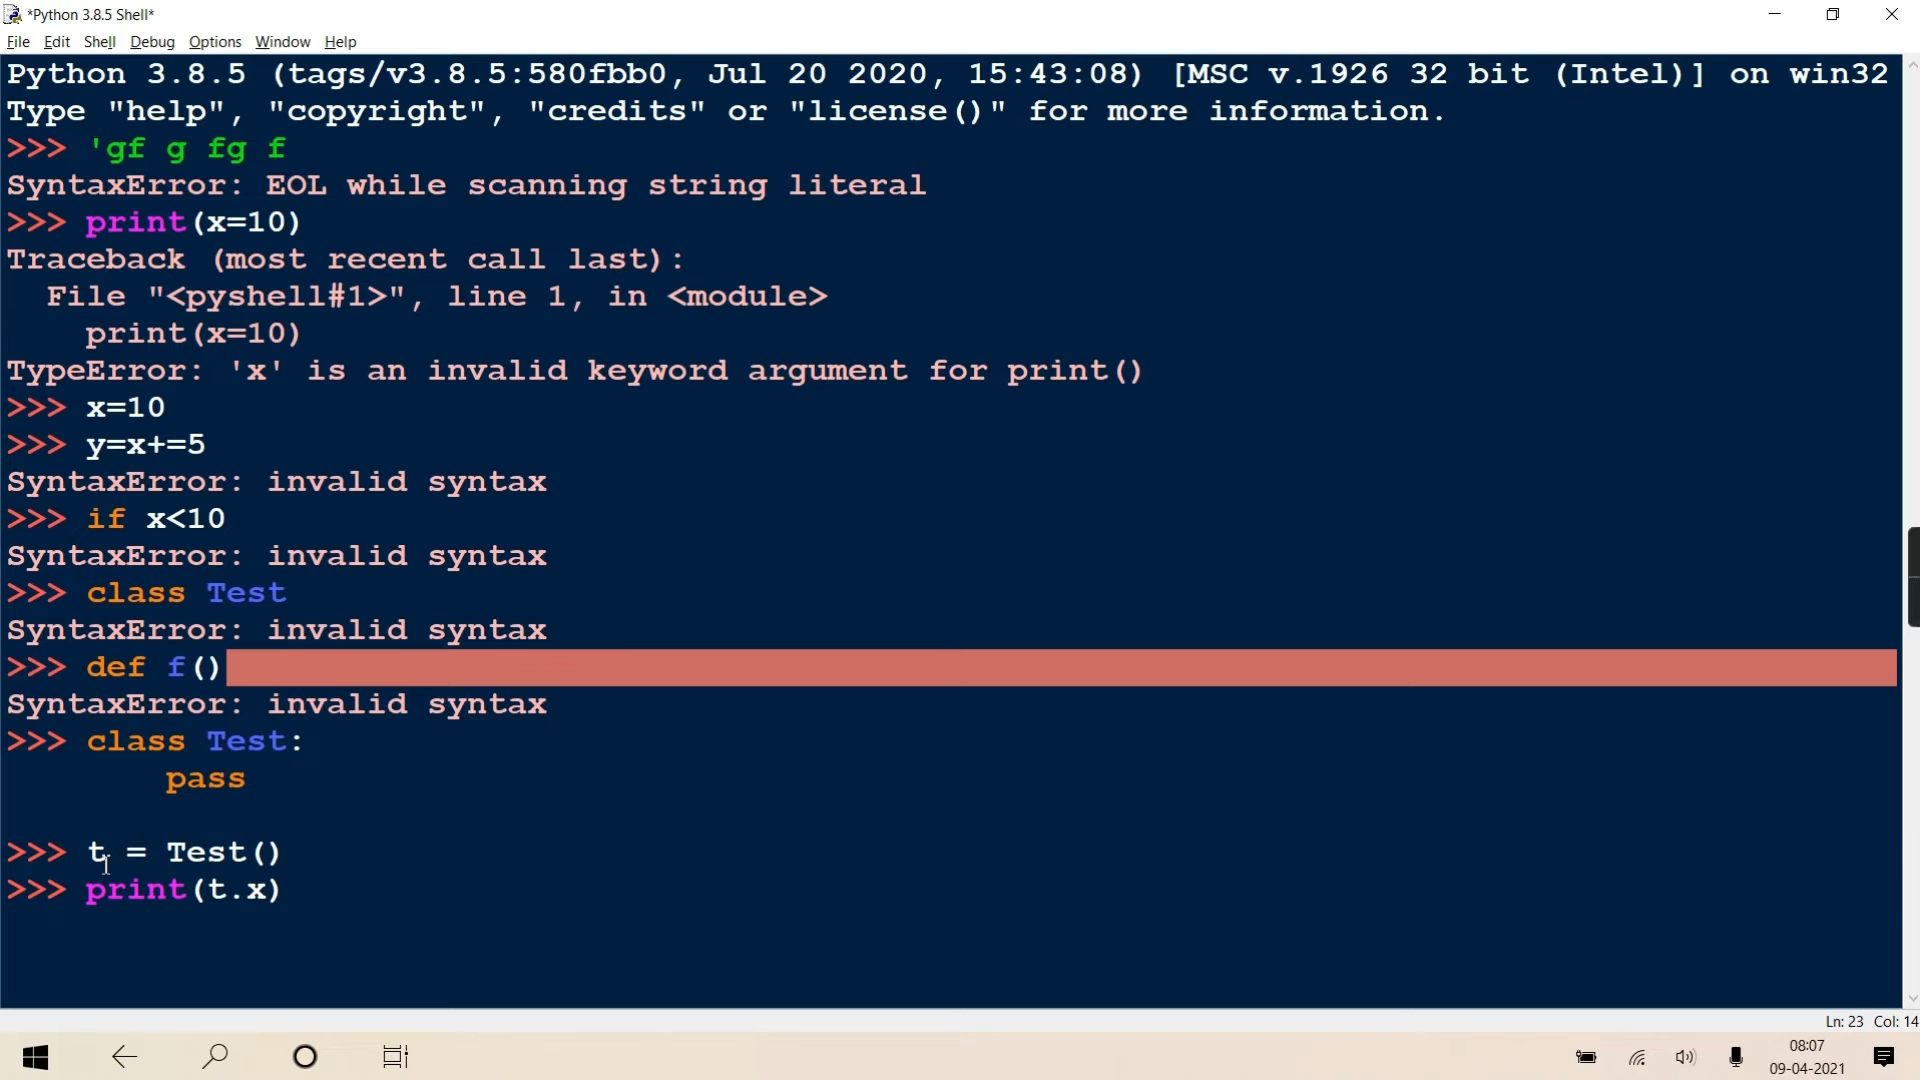 *Python 3.8.5 Shell*
File Edit Shell Debug Options Window Help
Python 3.8.5 (tags/v3.8.5:580fbb0, Jul 20 2020, 15:43:08) [MSC v.1926 32 bit (Intel)] on win32
Type "help", "copyright", "credits" or "license()" for more information.
>>> 'gf g fg f
SyntaxError: EOL while scanning string literal
>>> print(x=10)
Traceback (most recent call last):
  File "<pyshell#1>", line 1, in <module>
    print(x=10)
TypeError: 'x' is an invalid keyword argument for print()
>>> x=10
>>> y=x+=5
SyntaxError: invalid syntax
>>> if x<10
SyntaxError: invalid syntax
>>> class Test
SyntaxError: invalid syntax
>>> def f()
SyntaxError: invalid syntax
>>> class Test:
        pass
>>> t = Test()
>>> print(t.x)
Ln: 23 Col: 14
08:07
09-04-2021